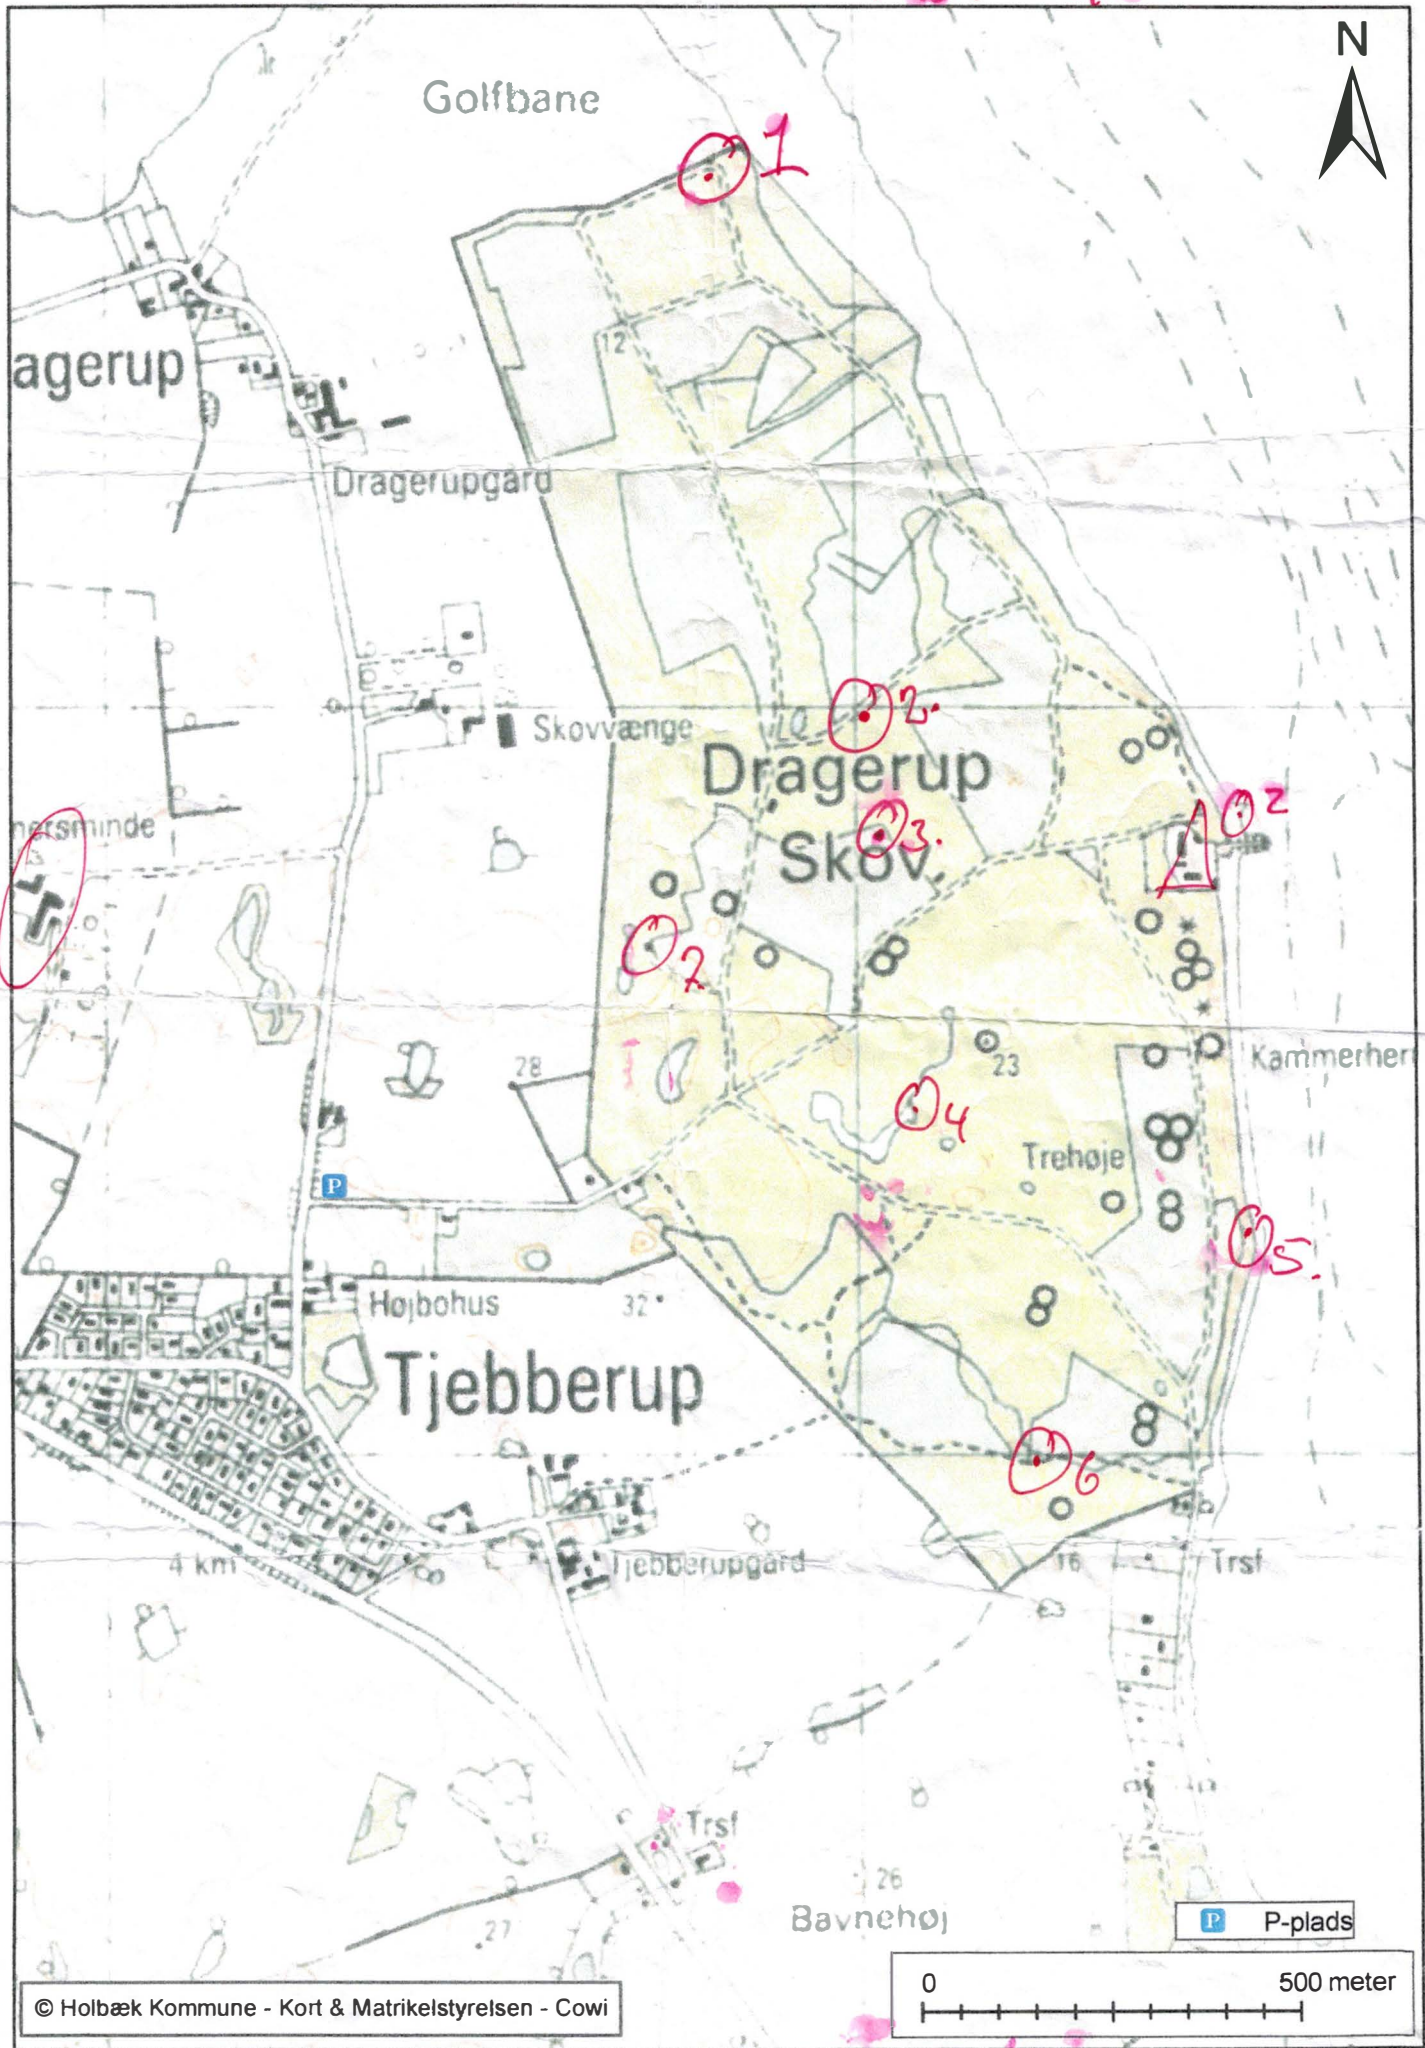 N
Golfbane
1
12
agerup
Dragerupgård
2.
Skovvænge
Dragerup
Skov
3.
2
nersminde
7
28
23
Kammerher
4
Trehøje
P
5.
Højbohus
32
Tjebberup
6
4 km
Tjebberupgård
16
Trsf
Trsf
26
Bavnehøj
27
P P-plads
0 500 meter
© Holbæk Kommune - Kort & Matrikelstyrelsen - Cowi